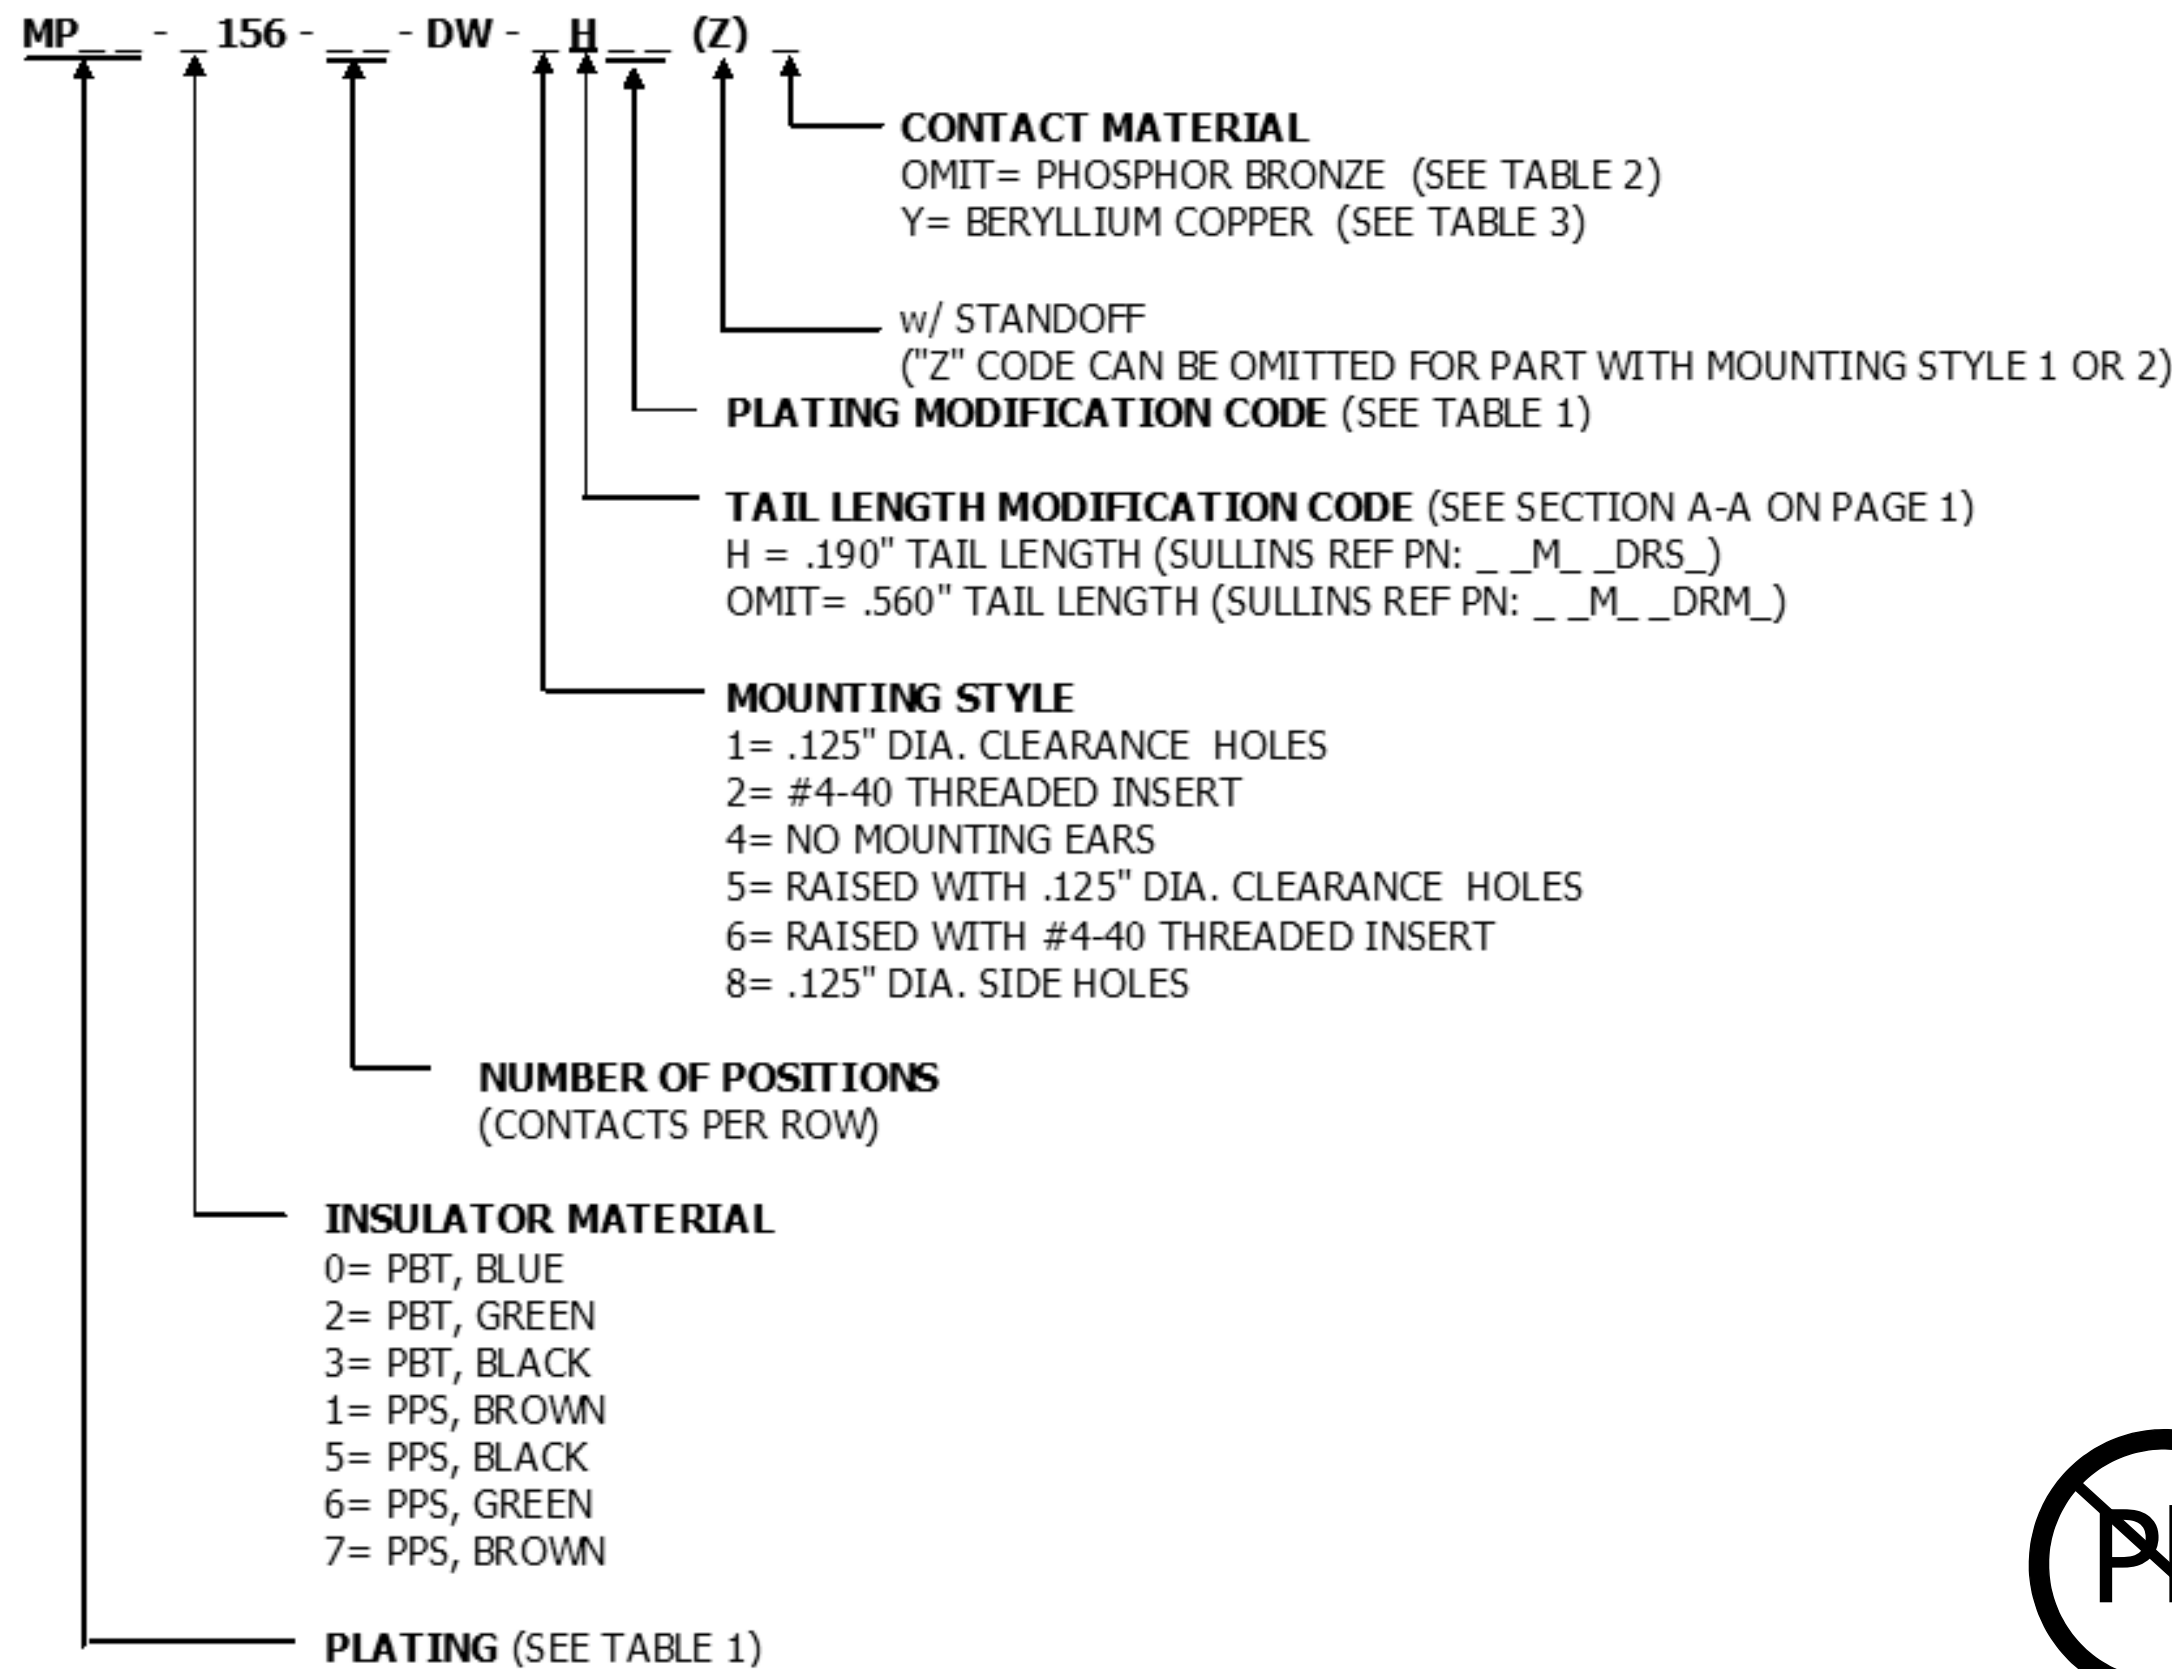 MP_ _ - _ 156 - _ _ - DW - _ H _ _ (Z) _
CONTACT MATERIAL
OMIT= PHOSPHOR BRONZE (SEE TABLE 2)
Y= BERYLLIUM COPPER (SEE TABLE 3)
w/ STANDOFF
("Z" CODE CAN BE OMITTED FOR PART WITH MOUNTING STYLE 1 OR 2)
PLATING MODIFICATION CODE (SEE TABLE 1)
TAIL LENGTH MODIFICATION CODE (SEE SECTION A-A ON PAGE 1)
H = .190" TAIL LENGTH (SULLINS REF PN: _ _M_ _DRS_)
OMIT= .560" TAIL LENGTH (SULLINS REF PN: _ _M_ _DRM_)
MOUNTING STYLE
1= .125" DIA. CLEARANCE HOLES
2= #4-40 THREADED INSERT
4= NO MOUNTING EARS
5= RAISED WITH .125" DIA. CLEARANCE HOLES
6= RAISED WITH #4-40 THREADED INSERT
8= .125" DIA. SIDE HOLES
NUMBER OF POSITIONS
(CONTACTS PER ROW)
INSULATOR MATERIAL
0= PBT, BLUE
2= PBT, GREEN
3= PBT, BLACK
1= PPS, BROWN
5= PPS, BLACK
6= PPS, GREEN
7= PPS, BROWN
PLATING (SEE TABLE 1)